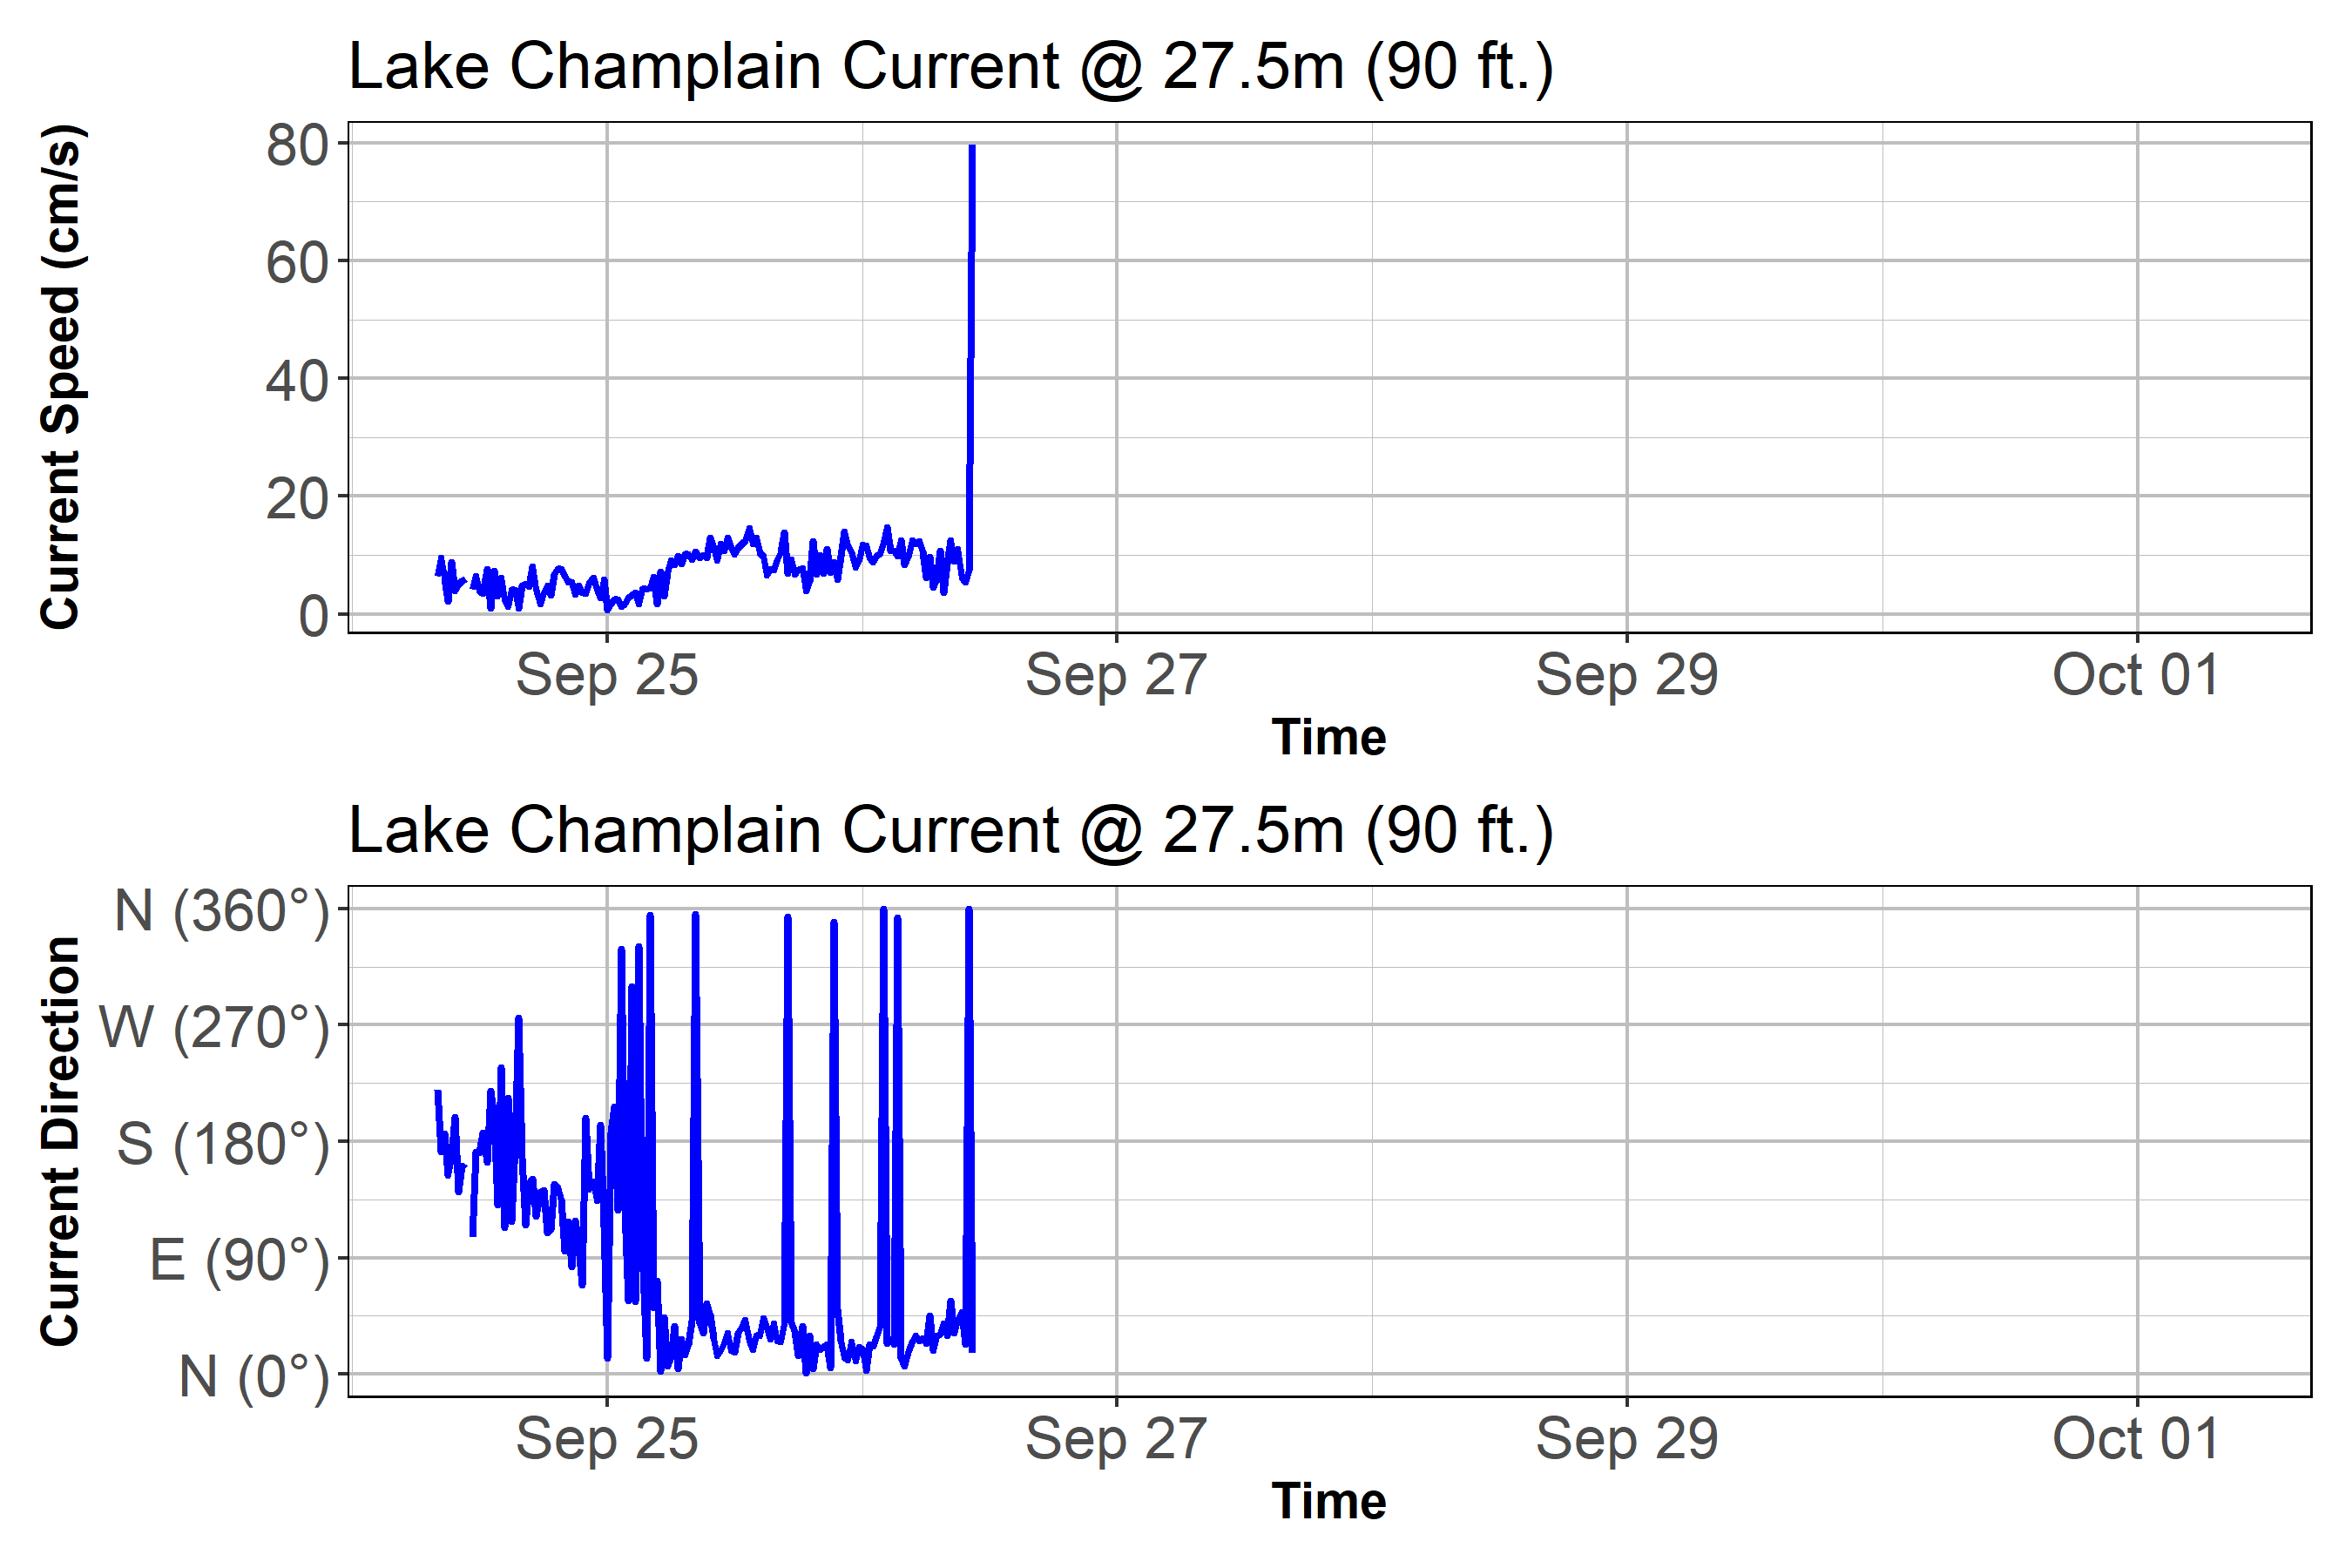 Lake Champlain Current @ 27.5m (90 ft.)
Current Speed (cm/s)
80
60
40
20
0
Sep 25
Sep 27
Sep 29
Oct 01
Time
Lake Champlain Current @ 27.5m (90 ft.)
Current Direction
N (360°)
W (270°)
S (180°)
E (90°)
N (0°)
Sep 25
Sep 27
Sep 29
Oct 01
Time